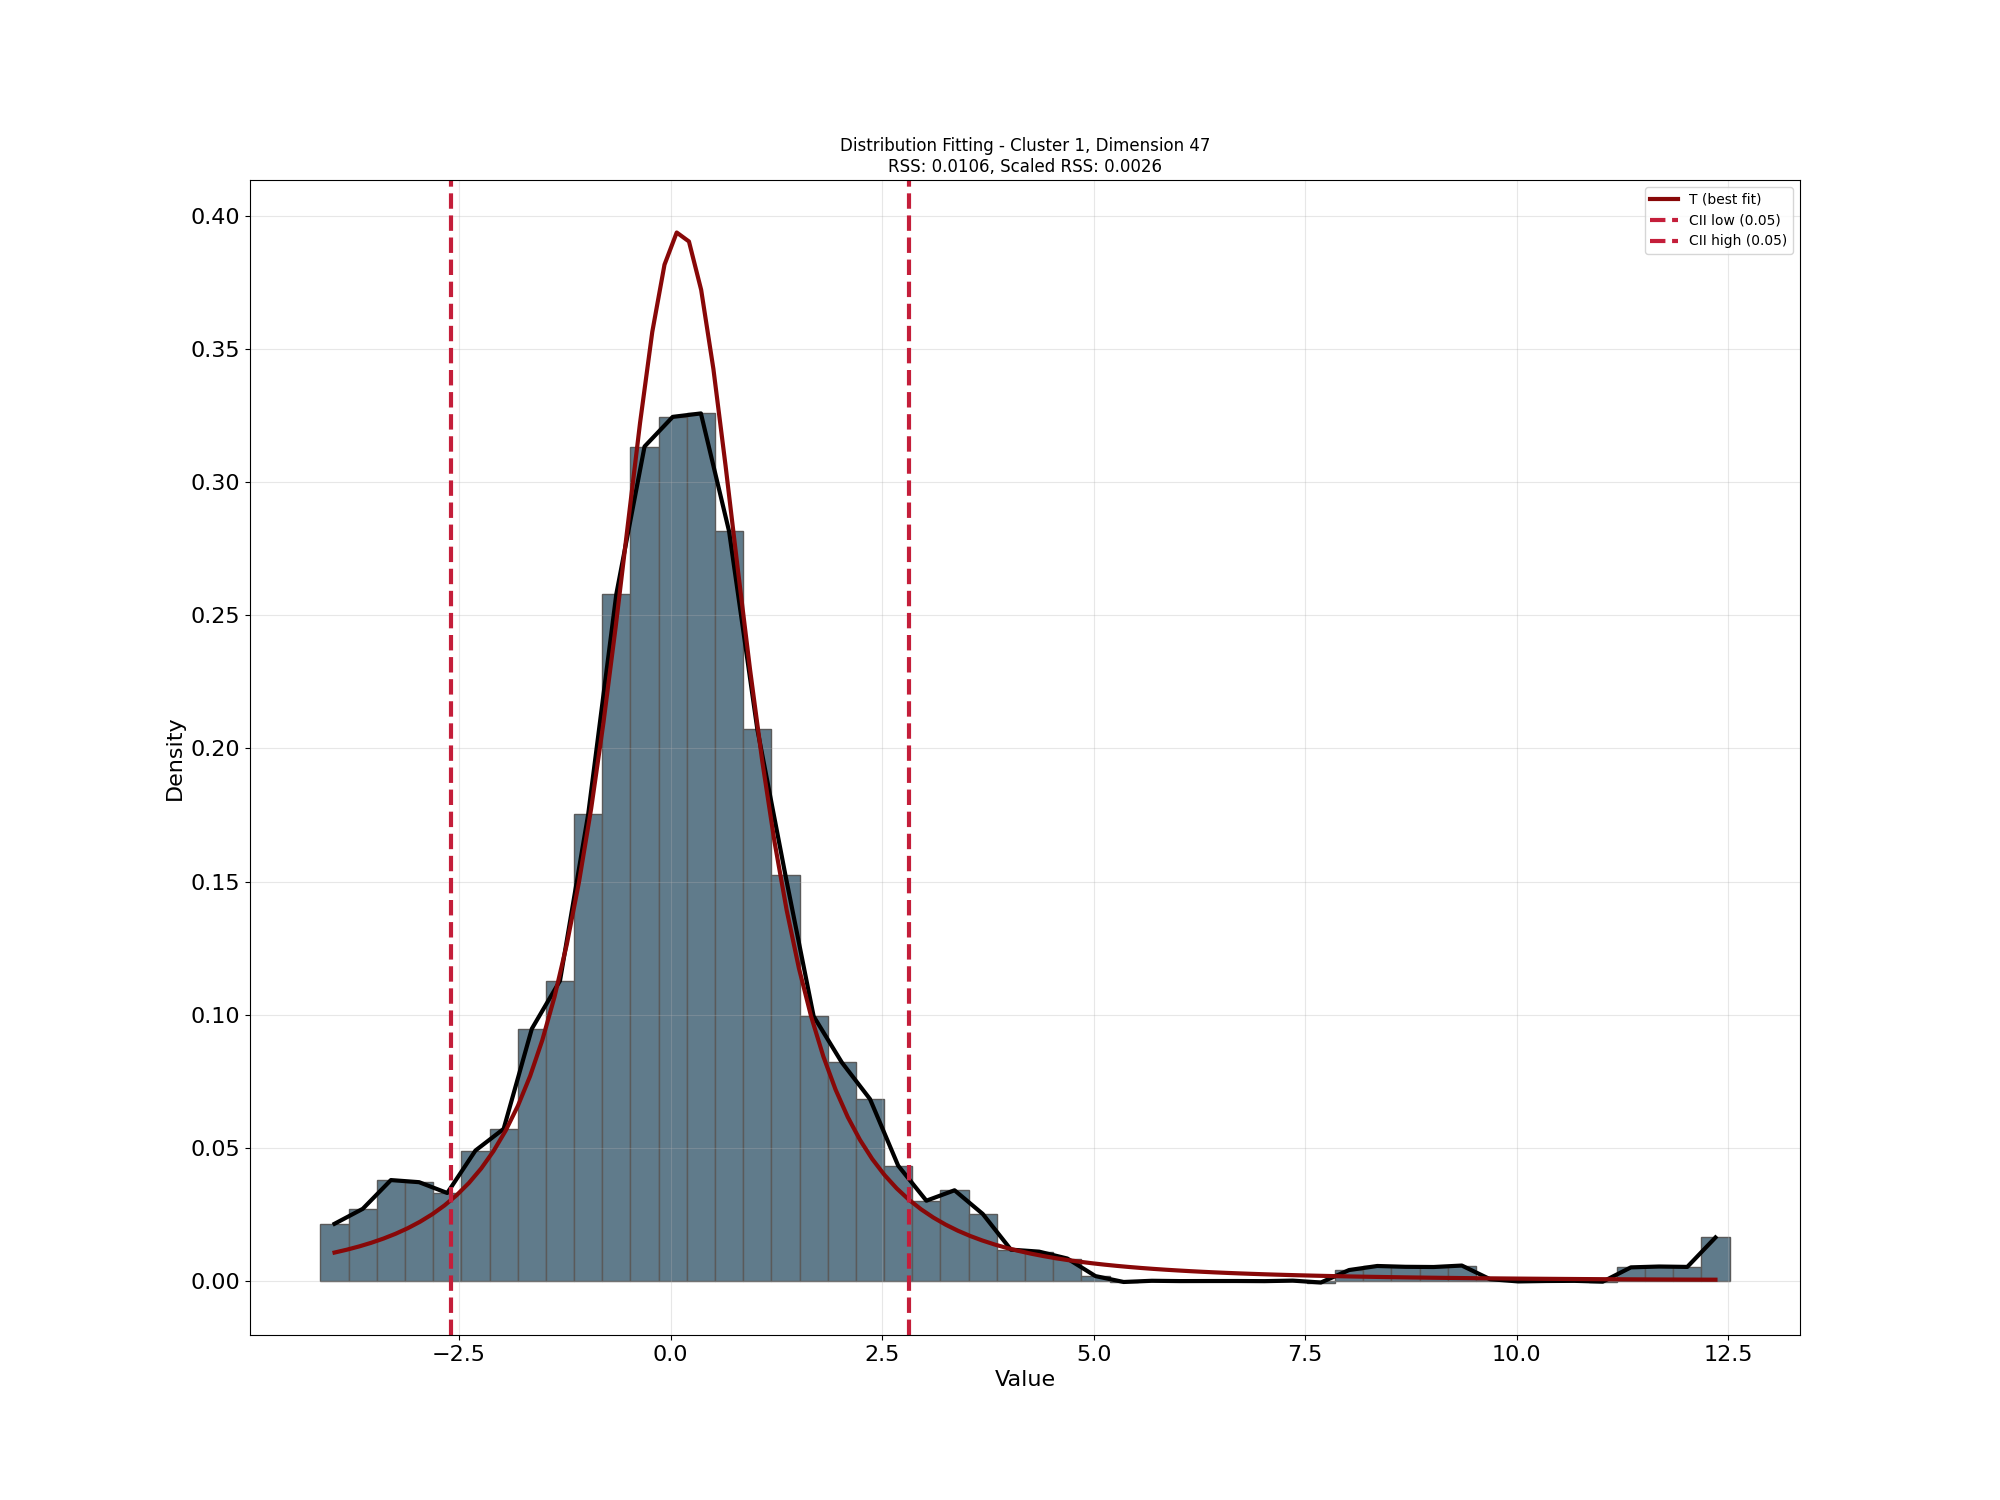 Distribution Fitting - Cluster 1, Dimension 47
RSS: 0.0106, Scaled RSS: 0.0026
T (best fit)
CII low (0.05)
CII high (0.05)
0.40
0.35
0.30
0.25
0.20
0.15
0.10
0.05
0.00
Density
−2.5 0.0 2.5 5.0 7.5 10.0 12.5
Value